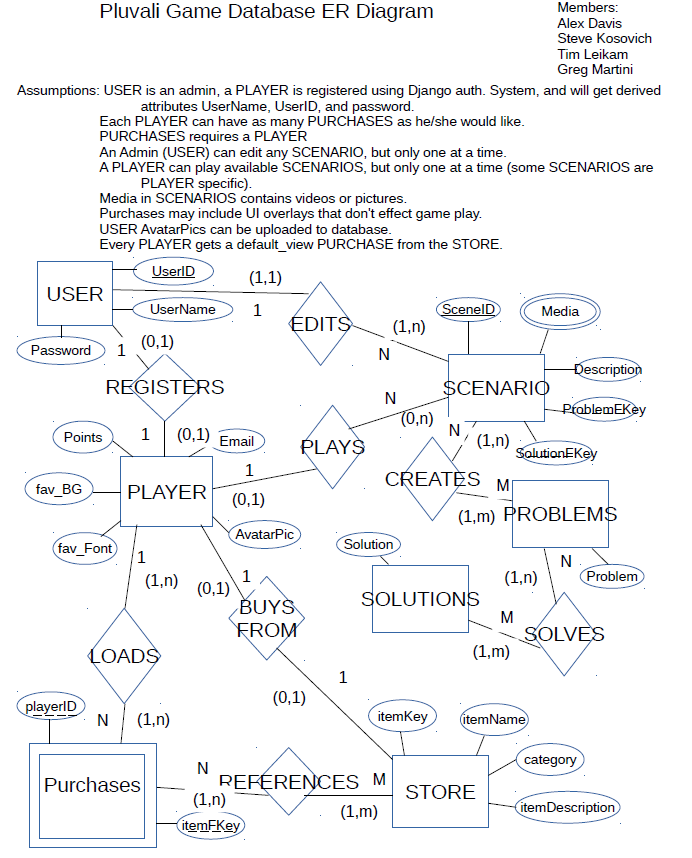 Pluvali Game Database ER Diagram
Members:
Alex Davis
Steve Kosovich
Tim Leikam
Greg Martini
Assumptions: USER is an admin, a PLAYER is registered using Django auth. System, and will get derived
attributes UserName, UserID, and password.
Each PLAYER can have as many PURCHASES as he/she would like.
PURCHASES requires a PLAYER
An Admin (USER) can edit any SCENARIO, but only one at a time.
A PLAYER can play available SCENARIOS, but only one at a time (some SCENARIOS are
PLAYER specific).
Media in SCENARIOS contains videos or pictures.
Purchases may include UI overlays that don't effect game play.
USER AvatarPics can be uploaded to database.
Every PLAYER gets a default_view PURCHASE from the STORE.
UserID
(1,1)
USER
UserName
1
EDITS
SceneID
Media
(1,n)
Password
1
(0,1)
N
REGISTERS
SCENARIO
Description
N
(0,n)
ProblemFKey
Points
1
(0,1)
Email
PLAYS
N
(1,n)
SolutionFKey
1
CREATES
M
fav_BG
PLAYER
(0,1)
(1,m)
PROBLEMS
AvatarPic
fav_Font
1
Solution
(1,n)
(0,1)
1
(1,n)
N
Problem
BUYS
FROM
SOLUTIONS
M
SOLVES
LOADS
(1,m)
1
(0,1)
playerID
N
(1,n)
itemKey
itemName
category
Purchases
N
REFERENCES
M
STORE
(1,n)
(1,m)
itemDescription
itemFKey